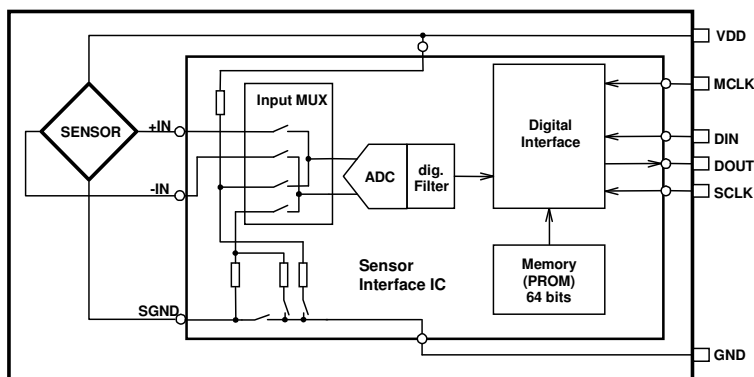 VDD
MCLK
Input MUX
+IN
SENSOR
Digital
Interface
DIN
DOUT
ADC
dig.
Filter
-IN
SCLK
Sensor
Interface IC
Memory
(PROM)
64 bits
SGND
GND